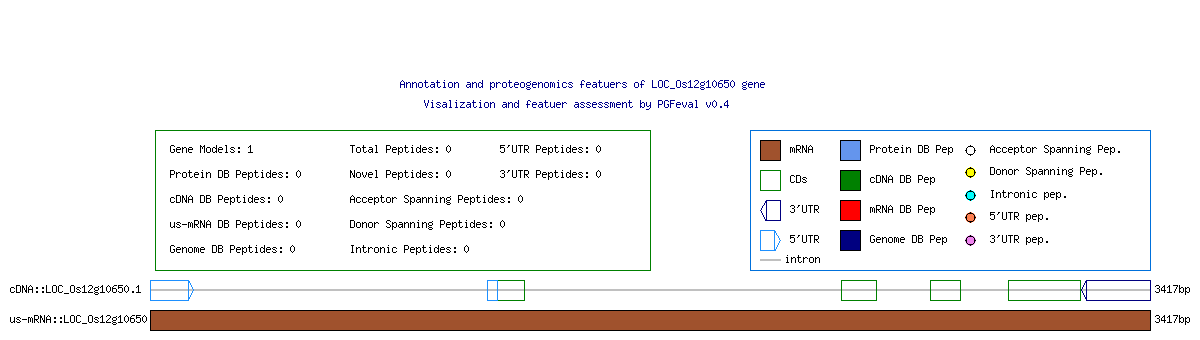 Annotation and proteogenomics featuers of LOC_Os12g10650 gene
Visalization and featuer assessment by PGFeval v0.4
Gene Models: 1 Total Peptides: 0 5'UTR Peptides: 0
Protein DB Peptides: 0 Novel Peptides: 0 3'UTR Peptides: 0
cDNA DB Peptides: 0 Acceptor Spanning Peptides: 0
us-mRNA DB Peptides: 0 Donor Spanning Peptides: 0
Genome DB Peptides: 0 Intronic Peptides: 0
mRNA Protein DB Pep Acceptor Spanning Pep.
CDs cDNA DB Pep Donor Spanning Pep.
3'UTR mRNA DB Pep Intronic pep.
5'UTR Genome DB Pep 5'UTR pep.
intron 3'UTR pep.
cDNA::LOC_Os12g10650.1 3417bp
us-mRNA::LOC_Os12g10650 3417bp